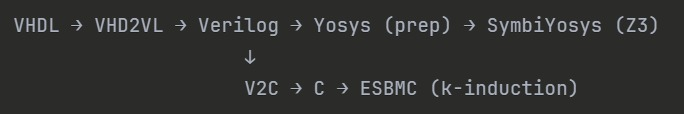 VHDL → VHD2VL → Verilog → Yosys (prep) → SymbiYosys (Z3)
↓
V2C → C → ESBMC (k-induction)